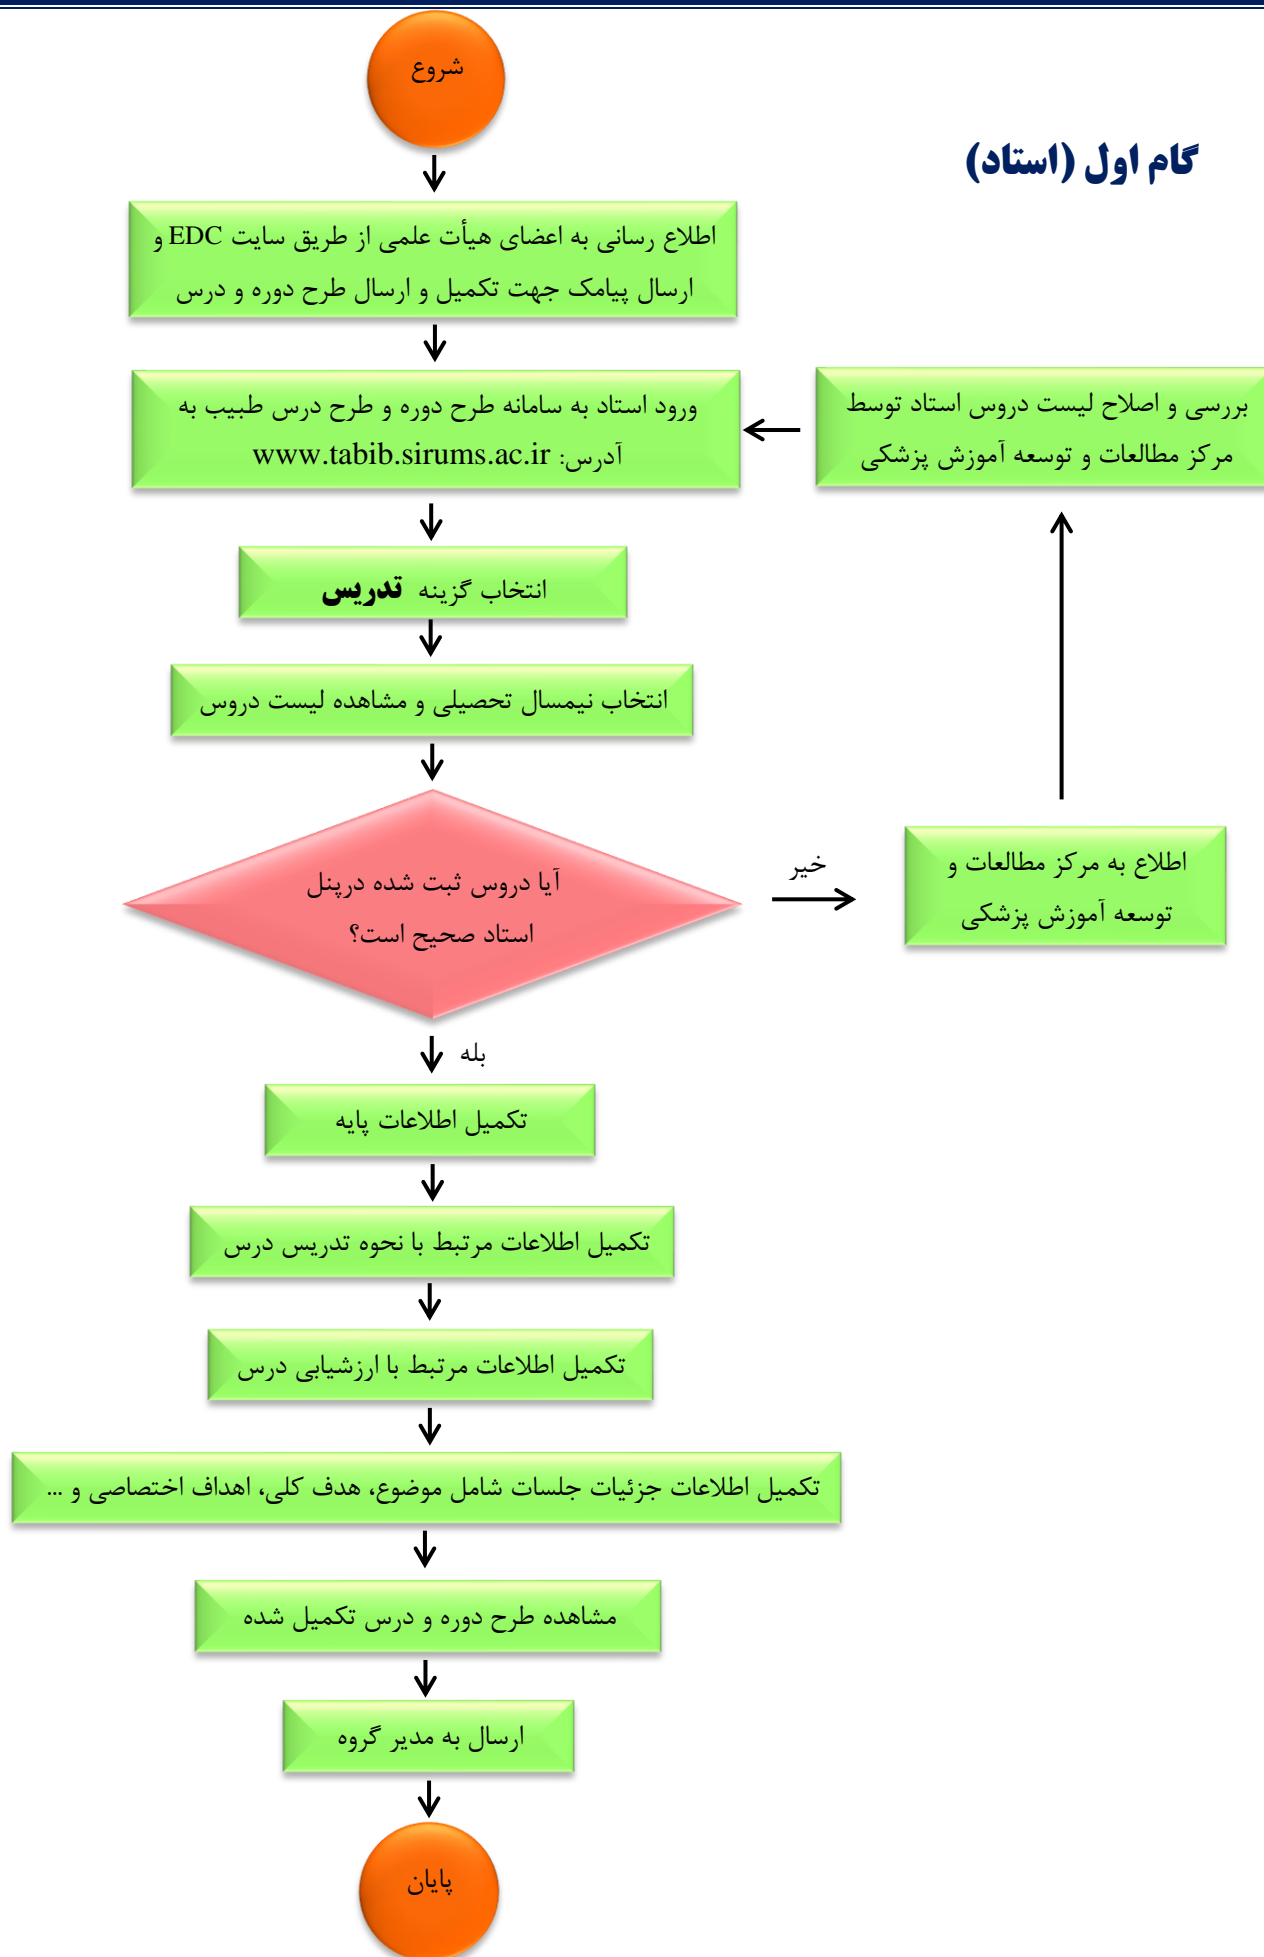 شروع
گام اول (استاد)
اطلاع رسانی به اعضای هیأت علمی از طریق سایت EDC و
ارسال پیامک جهت تکمیل و ارسال طرح دوره و درس
ورود استاد به سامانه طرح دوره و طرح درس طبیب به
آدرس: www.tabib.sirums.ac.ir
بررسی و اصلاح لیست دروس استاد توسط
مرکز مطالعات و توسعه آموزش پزشکی
انتخاب گزینه تدریس
انتخاب نیمسال تحصیلی و مشاهده لیست دروس
آیا دروس ثبت شده درپنل
استاد صحیح است؟
خیر
اطلاع به مرکز مطالعات و
توسعه آموزش پزشکی
بله
تکمیل اطلاعات پایه
تکمیل اطلاعات مرتبط با نحوه تدریس درس
تکمیل اطلاعات مرتبط با ارزشیابی درس
تکمیل اطلاعات جزئیات جلسات شامل موضوع، هدف کلی، اهداف اختصاصی و ...
مشاهده طرح دوره و درس تکمیل شده
ارسال به مدیر گروه
پایان